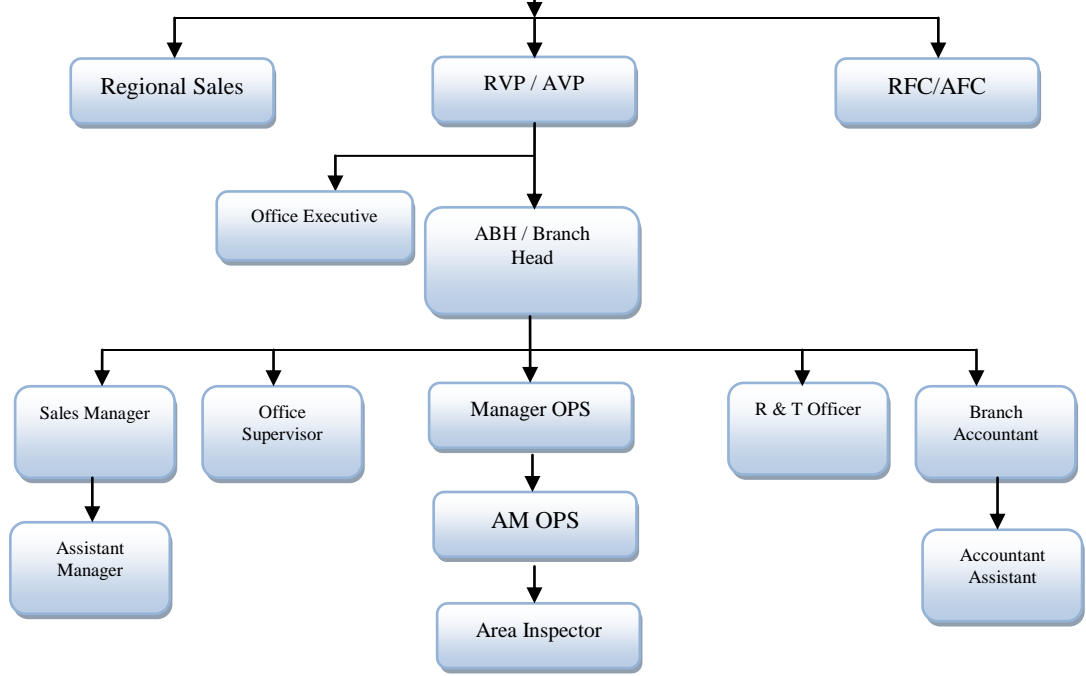 Regional Sales
RVP / AVP
RFC/AFC
Office Executive
ABH / Branch
Head
Sales Manager
Office
Supervisor
Manager OPS
R & T Officer
Branch
Accountant
AM OPS
Assistant
Manager
Accountant
Assistant
Area Inspector